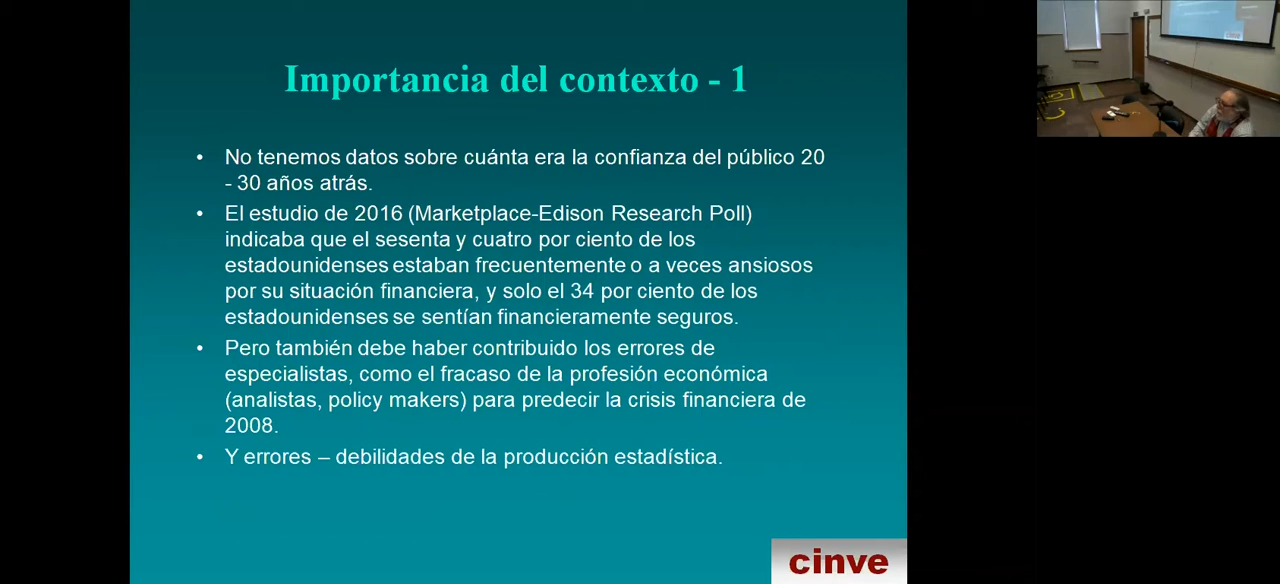 Importancia del contexto - 1
• No tenemos datos sobre cuánta era la confianza del público 20
- 30 años atrás.
• El estudio de 2016 (Marketplace-Edison Research Poll)
indicaba que el sesenta y cuatro por ciento de los
estadounidenses estaban frecuentemente o a veces ansiosos
por su situación financiera, y solo el 34 por ciento de los
estadounidenses se sentían financieramente seguros.
• Pero también debe haber contribuido los errores de
especialistas, como el fracaso de la profesión económica
(analistas, policy makers) para predecir la crisis financiera de
2008.
• Y errores – debilidades de la producción estadística.
cinve
cinve